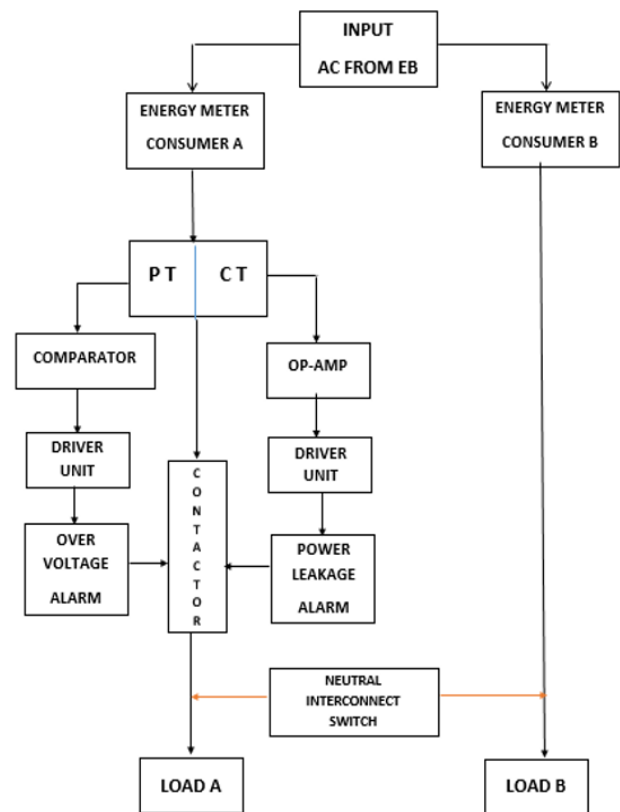 INPUT
AC FROM EB
ENERGY METER
CONSUMER A
ENERGY METER
CONSUMER B
P T
C T
COMPARATOR
OP-AMP
DRIVER
UNIT
DRIVER
UNIT
CONTACTOR
OVER
VOLTAGE
ALARM
POWER
LEAKAGE
ALARM
NEUTRAL
INTERCONNECT
SWITCH
LOAD A
LOAD B